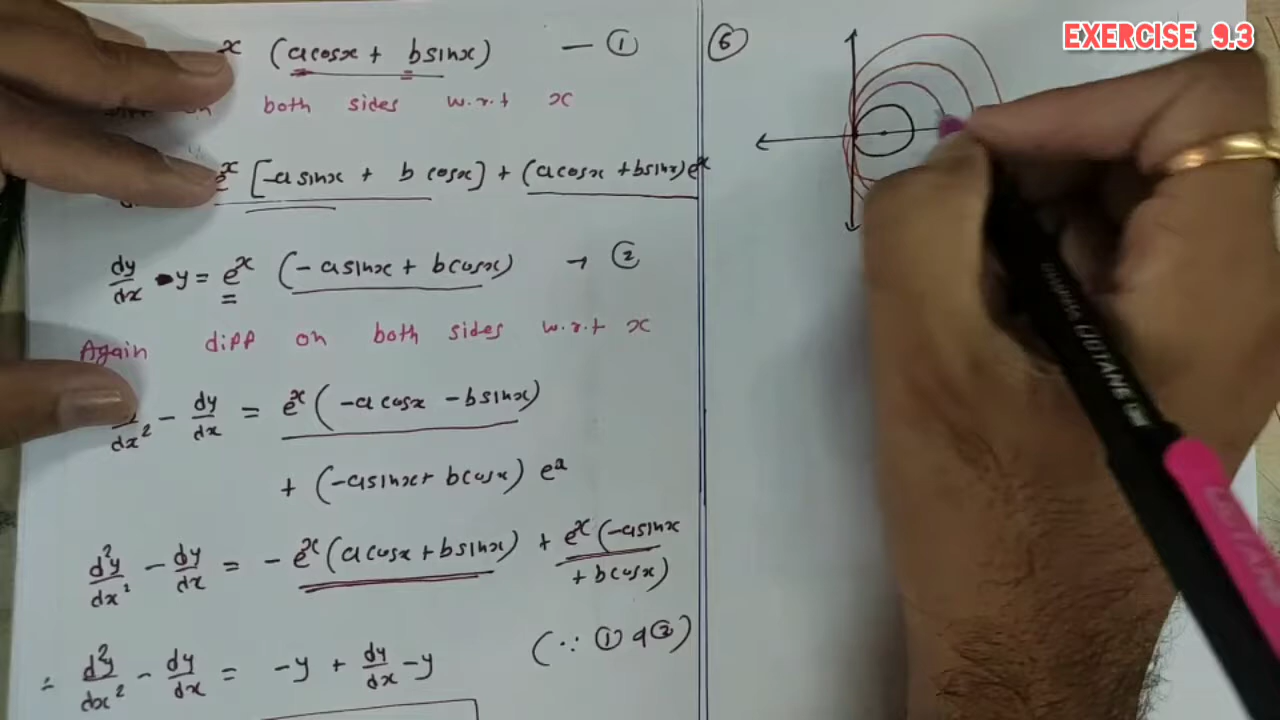 EXERCISE 9.3
x (acosx + bsinx) — ①
both sides w.r.t x
e^x [-asinx + b cosx] + (acosx + bsinx)e^x
dy/dx - y = e^x (-asinx + bcosx) → ②
Again diff on both sides w.r.t x
dx² - dy/dx = e^x (-acosx - bsinx)
+ (-asinx + bcosx) e^x
d²y/dx² - dy/dx = - e^x (acosx + bsinx) + e^x (-asinx
+ bcosx)
= d²y/dx² - dy/dx = -y + dy/dx - y (∵ ① & ②)
⑥